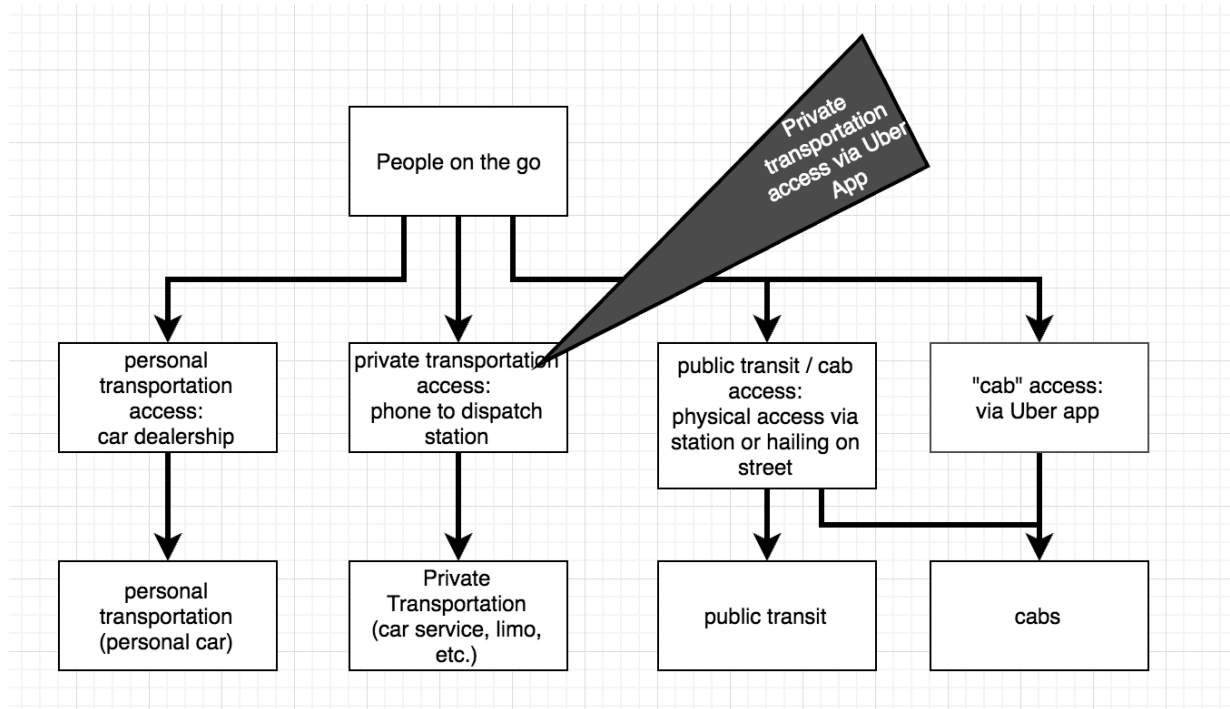 People on the go
Private
transportation
access via Uber
App
personal
transportation
access:
car dealership
private transportation
access:
phone to dispatch
station
public transit / cab
access:
physical access via
station or hailing on
street
"cab" access:
via Uber app
personal
transportation
(personal car)
Private
Transportation
(car service, limo,
etc.)
public transit
cabs